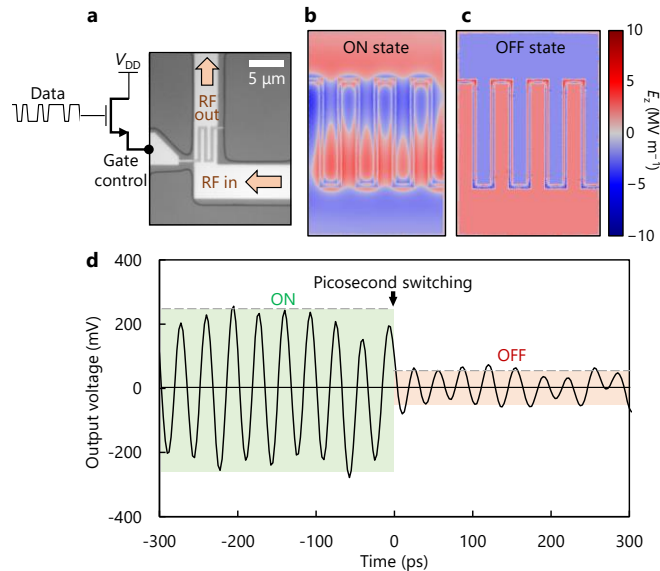 a
b
c
V_DD
Data
Gate
control
RF
out
RF in
5 μm
ON state
OFF state
10
5
0
−5
−10
E_z (MV m⁻¹)
d
Picosecond switching
ON
OFF
Output voltage (mV)
400
200
0
-200
-400
-300
-200
-100
0
100
200
300
Time (ps)